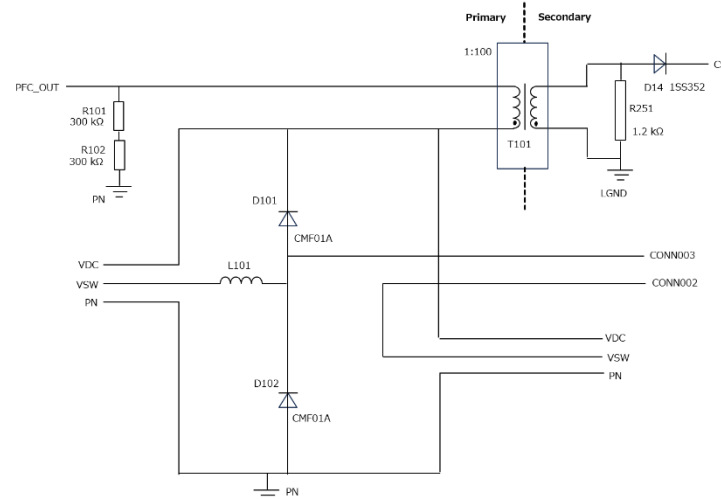 Primary
Secondary
1:100
PFC_OUT
R101
300 kΩ
R102
300 kΩ
PN
T101
D14 1SS352
R251
1.2 kΩ
LGND
D101
CMF01A
L101
VDC
VSW
PN
CONN003
CONN002
VDC
VSW
PN
D102
CMF01A
PN